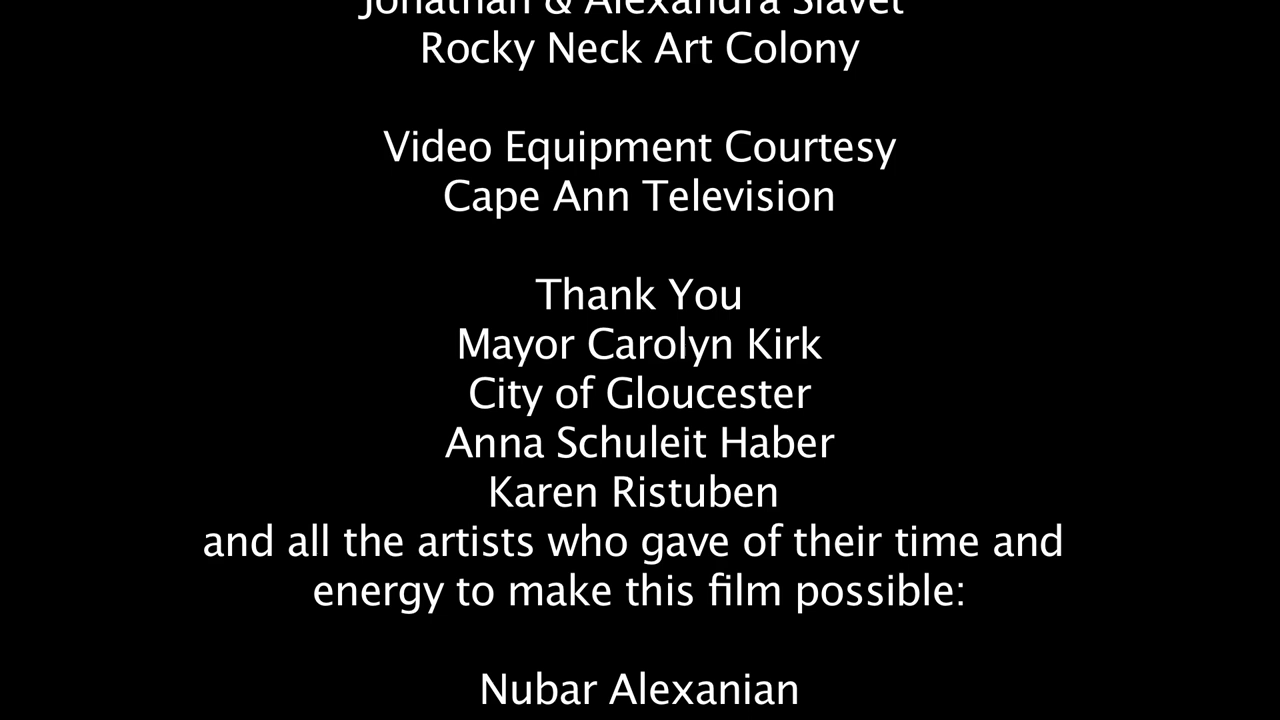 Jonathan & Alexandra Slavet
Rocky Neck Art Colony
Video Equipment Courtesy
Cape Ann Television
Thank You
Mayor Carolyn Kirk
City of Gloucester
Anna Schuleit Haber
Karen Ristuben
and all the artists who gave of their time and
energy to make this film possible:
Nubar Alexanian